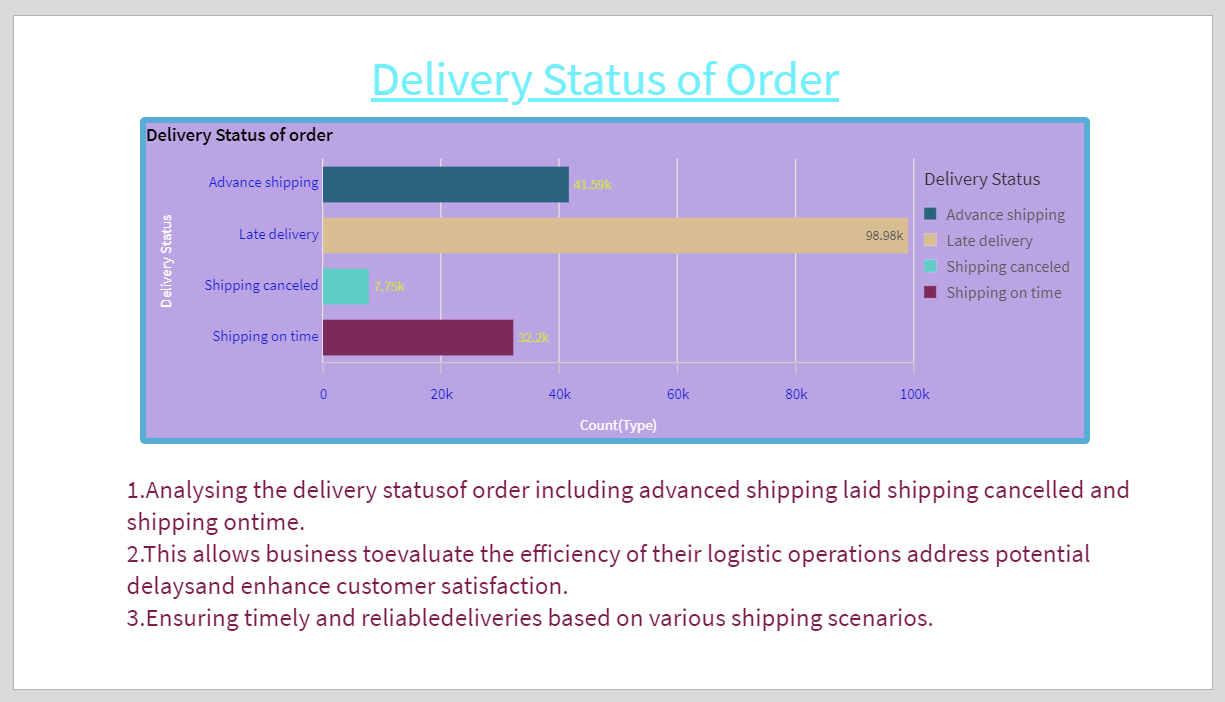 Delivery Status of Order
Delivery Status of order
Delivery Status
Advance shipping
41.59k
Late delivery
98.98k
Shipping canceled
7.75k
Shipping on time
32.2k
0 20k 40k 60k 80k 100k
Count(Type)
Delivery Status
Advance shipping
Late delivery
Shipping canceled
Shipping on time
1.Analysing the delivery statusof order including advanced shipping laid shipping cancelled and
shipping ontime.
2.This allows business toevaluate the efficiency of their logistic operations address potential
delaysand enhance customer satisfaction.
3.Ensuring timely and reliabledeliveries based on various shipping scenarios.